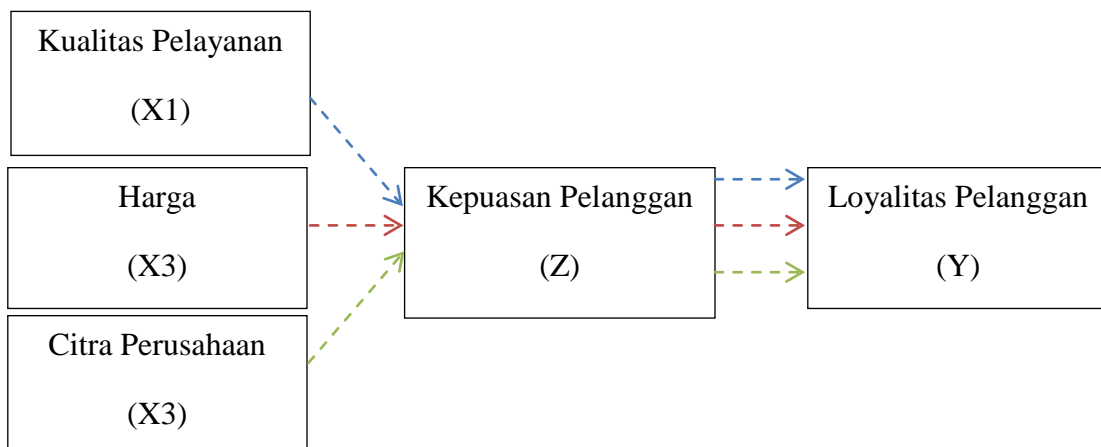 Kualitas Pelayanan
(X1)
Harga
(X3)
Citra Perusahaan
(X3)
Kepuasan Pelanggan
(Z)
Loyalitas Pelanggan
(Y)